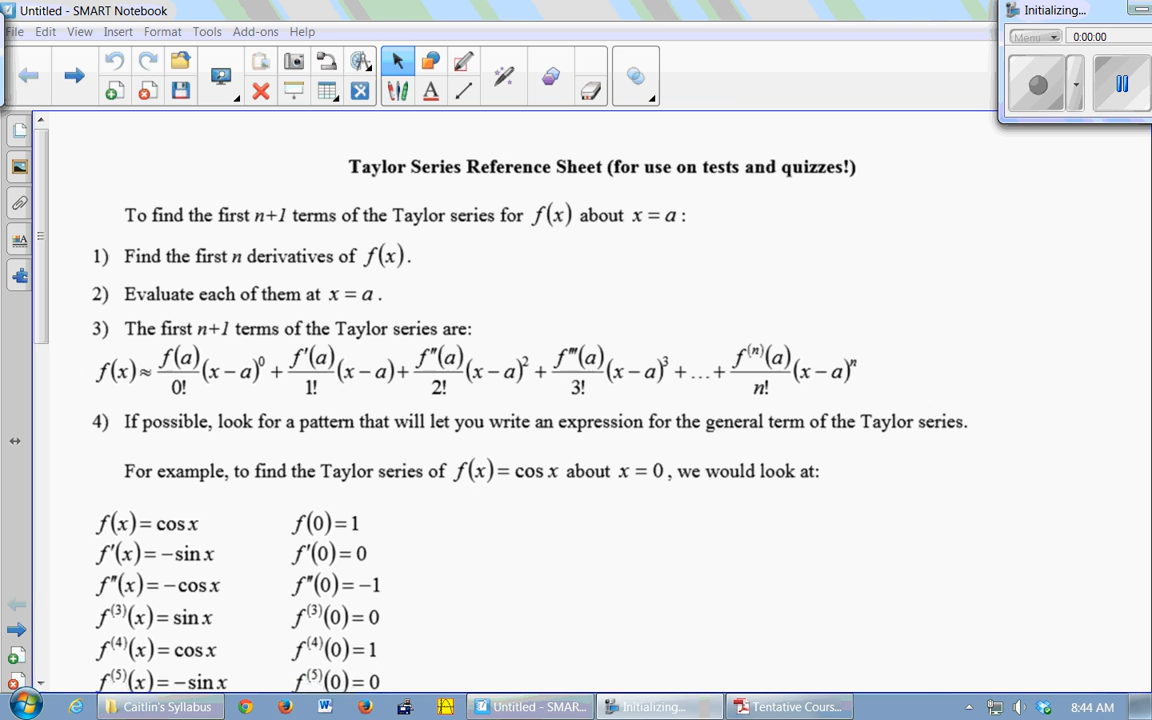 Untitled - SMART Notebook
Initializing...
File Edit View Insert Format Tools Add-ons Help
Menu
0:00:00
Taylor Series Reference Sheet (for use on tests and quizzes!)
To find the first n+1 terms of the Taylor series for f(x) about x = a :
1) Find the first n derivatives of f(x).
2) Evaluate each of them at x = a .
3) The first n+1 terms of the Taylor series are:
f(x) ≈ f(a)/0! (x − a)⁰ + f′(a)/1! (x − a) + f″(a)/2! (x − a)² + f‴(a)/3! (x − a)³ + … + f⁽ⁿ⁾(a)/n! (x − a)ⁿ
4) If possible, look for a pattern that will let you write an expression for the general term of the Taylor series.
For example, to find the Taylor series of f(x) = cos x about x = 0, we would look at:
f(x) = cos x f(0) = 1
f′(x) = −sin x f′(0) = 0
f″(x) = −cos x f″(0) = −1
f⁽³⁾(x) = sin x f⁽³⁾(0) = 0
f⁽⁴⁾(x) = cos x f⁽⁴⁾(0) = 1
f⁽⁵⁾(x) = −sin x f⁽⁵⁾(0) = 0
Caitlin's Syllabus
Untitled - SMAR...
Initializing...
Tentative Cours...
8:44 AM